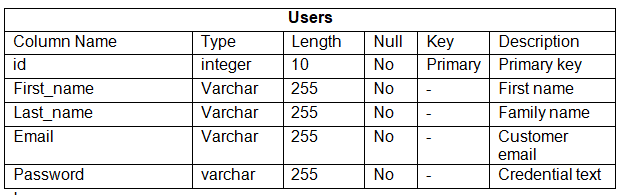 Users
Column Name Type Length Null Key Description
id integer 10 No Primary Primary key
First_name Varchar 255 No - First name
Last_name Varchar 255 No - Family name
Email Varchar 255 No - Customer
email
Password varchar 255 No - Credential text